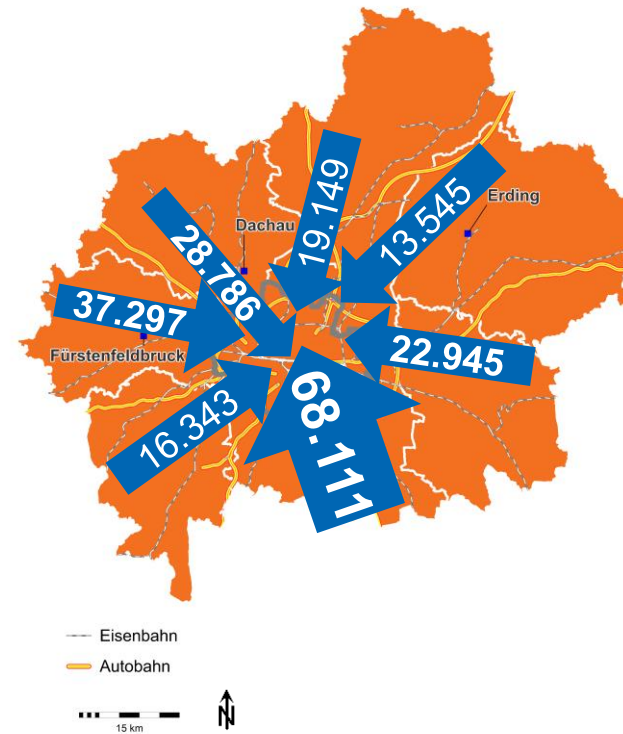 19.149
13.545
Erding
Dachau
28.786
37.297
Fürstenfeldbruck
22.945
16.343
68.111
Eisenbahn
Autobahn
15 km
N